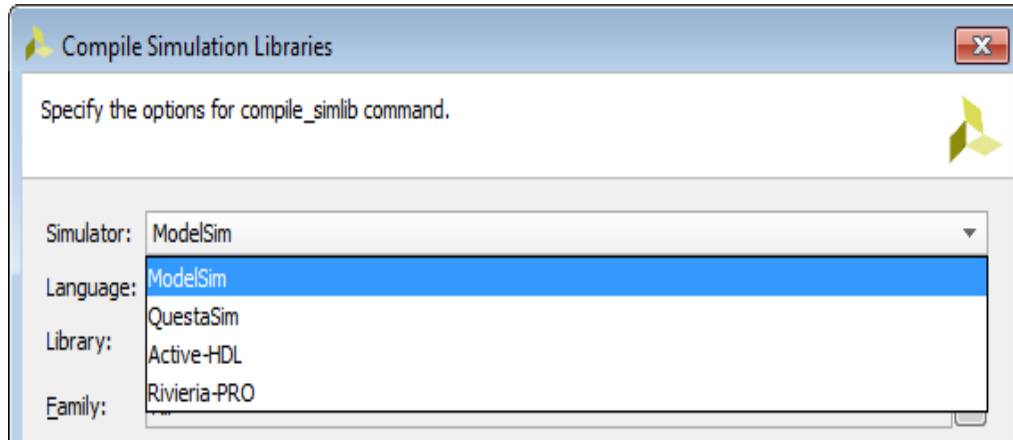 Compile Simulation Libraries
Specify the options for compile_simlib command.
Simulator: ModelSim
ModelSim
Language:
QuestaSim
Library:
Active-HDL
Rivieria-PRO
Family: